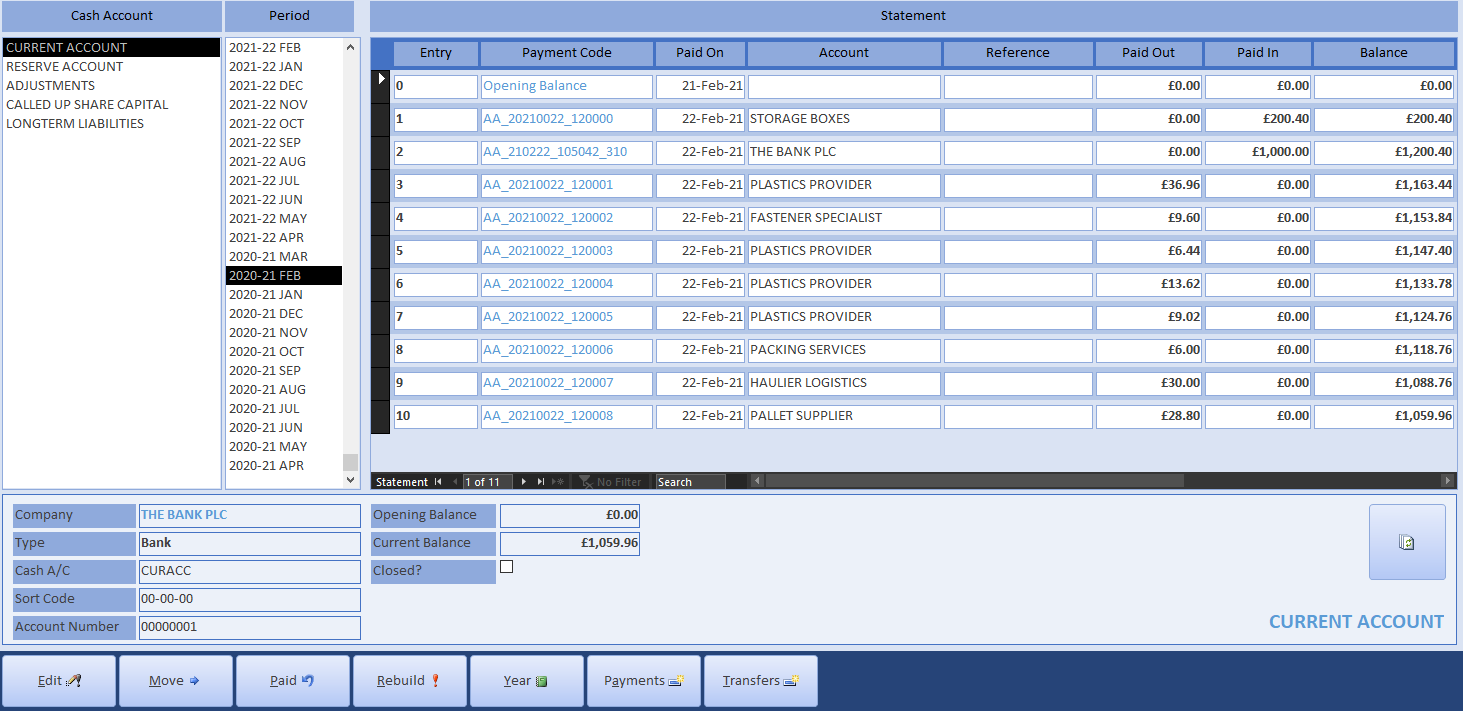 Cash Account
CURRENT ACCOUNT
RESERVE ACCOUNT
ADJUSTMENTS
CALLED UP SHARE CAPITAL
LONGTERM LIABILITIES
Period
2021-22 FEB
2021-22 JAN
2021-22 DEC
2021-22 NOV
2021-22 OCT
2021-22 SEP
2021-22 AUG
2021-22 JUL
2021-22 JUN
2021-22 MAY
2021-22 APR
2020-21 MAR
2020-21 FEB
2020-21 JAN
2020-21 DEC
2020-21 NOV
2020-21 OCT
2020-21 SEP
2020-21 AUG
2020-21 JUL
2020-21 JUN
2020-21 MAY
2020-21 APR
Statement
Entry Payment Code Paid On Account Reference Paid Out Paid In Balance
0 Opening Balance 21-Feb-21 £0.00 £0.00 £0.00
1 AA_20210022_120000 22-Feb-21 STORAGE BOXES £0.00 £200.40 £200.40
2 AA_210222_105042_310 22-Feb-21 THE BANK PLC £0.00 £1,000.00 £1,200.40
3 AA_20210022_120001 22-Feb-21 PLASTICS PROVIDER £36.96 £0.00 £1,163.44
4 AA_20210022_120002 22-Feb-21 FASTENER SPECIALIST £9.60 £0.00 £1,153.84
5 AA_20210022_120003 22-Feb-21 PLASTICS PROVIDER £6.44 £0.00 £1,147.40
6 AA_20210022_120004 22-Feb-21 PLASTICS PROVIDER £13.62 £0.00 £1,133.78
7 AA_20210022_120005 22-Feb-21 PLASTICS PROVIDER £9.02 £0.00 £1,124.76
8 AA_20210022_120006 22-Feb-21 PACKING SERVICES £6.00 £0.00 £1,118.76
9 AA_20210022_120007 22-Feb-21 HAULIER LOGISTICS £30.00 £0.00 £1,088.76
10 AA_20210022_120008 22-Feb-21 PALLET SUPPLIER £28.80 £0.00 £1,059.96
Statement 1 of 11 No Filter Search
Company THE BANK PLC
Type Bank
Cash A/C CURACC
Sort Code 00-00-00
Account Number 00000001
Opening Balance £0.00
Current Balance £1,059.96
Closed?
CURRENT ACCOUNT
Edit Move Paid Rebuild Year Payments Transfers